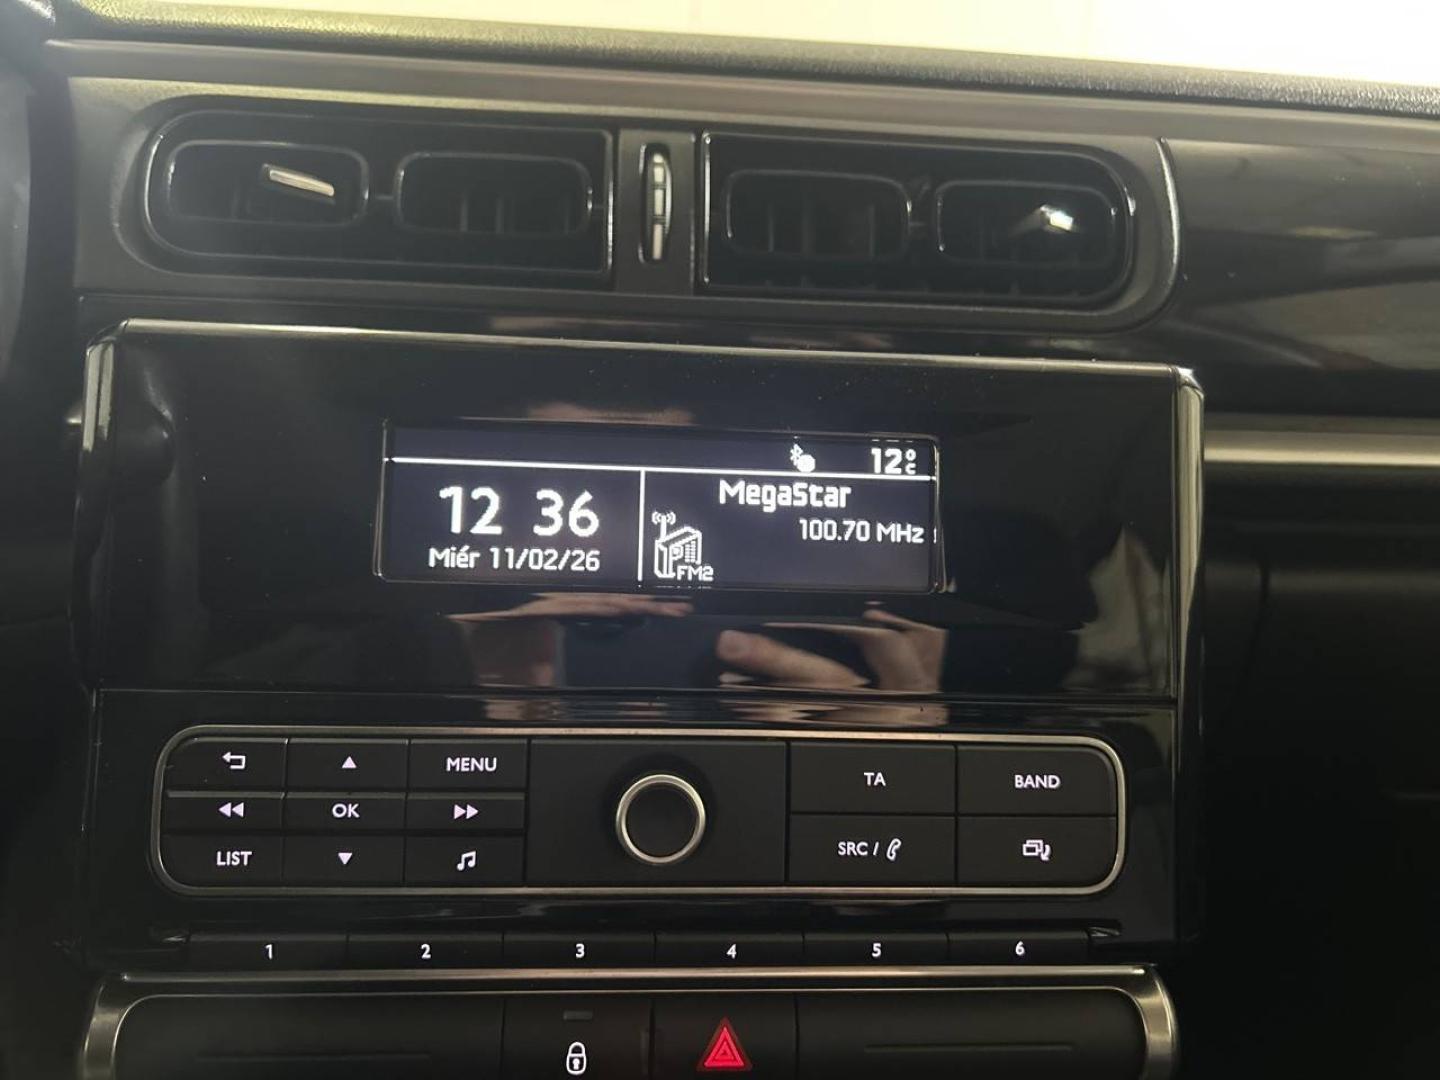 12°C
12 36
Miér 11/02/26
MegaStar
100.70 MHz
FM2
MENU
OK
LIST
TA
BAND
SRC /
1
2
3
4
5
6